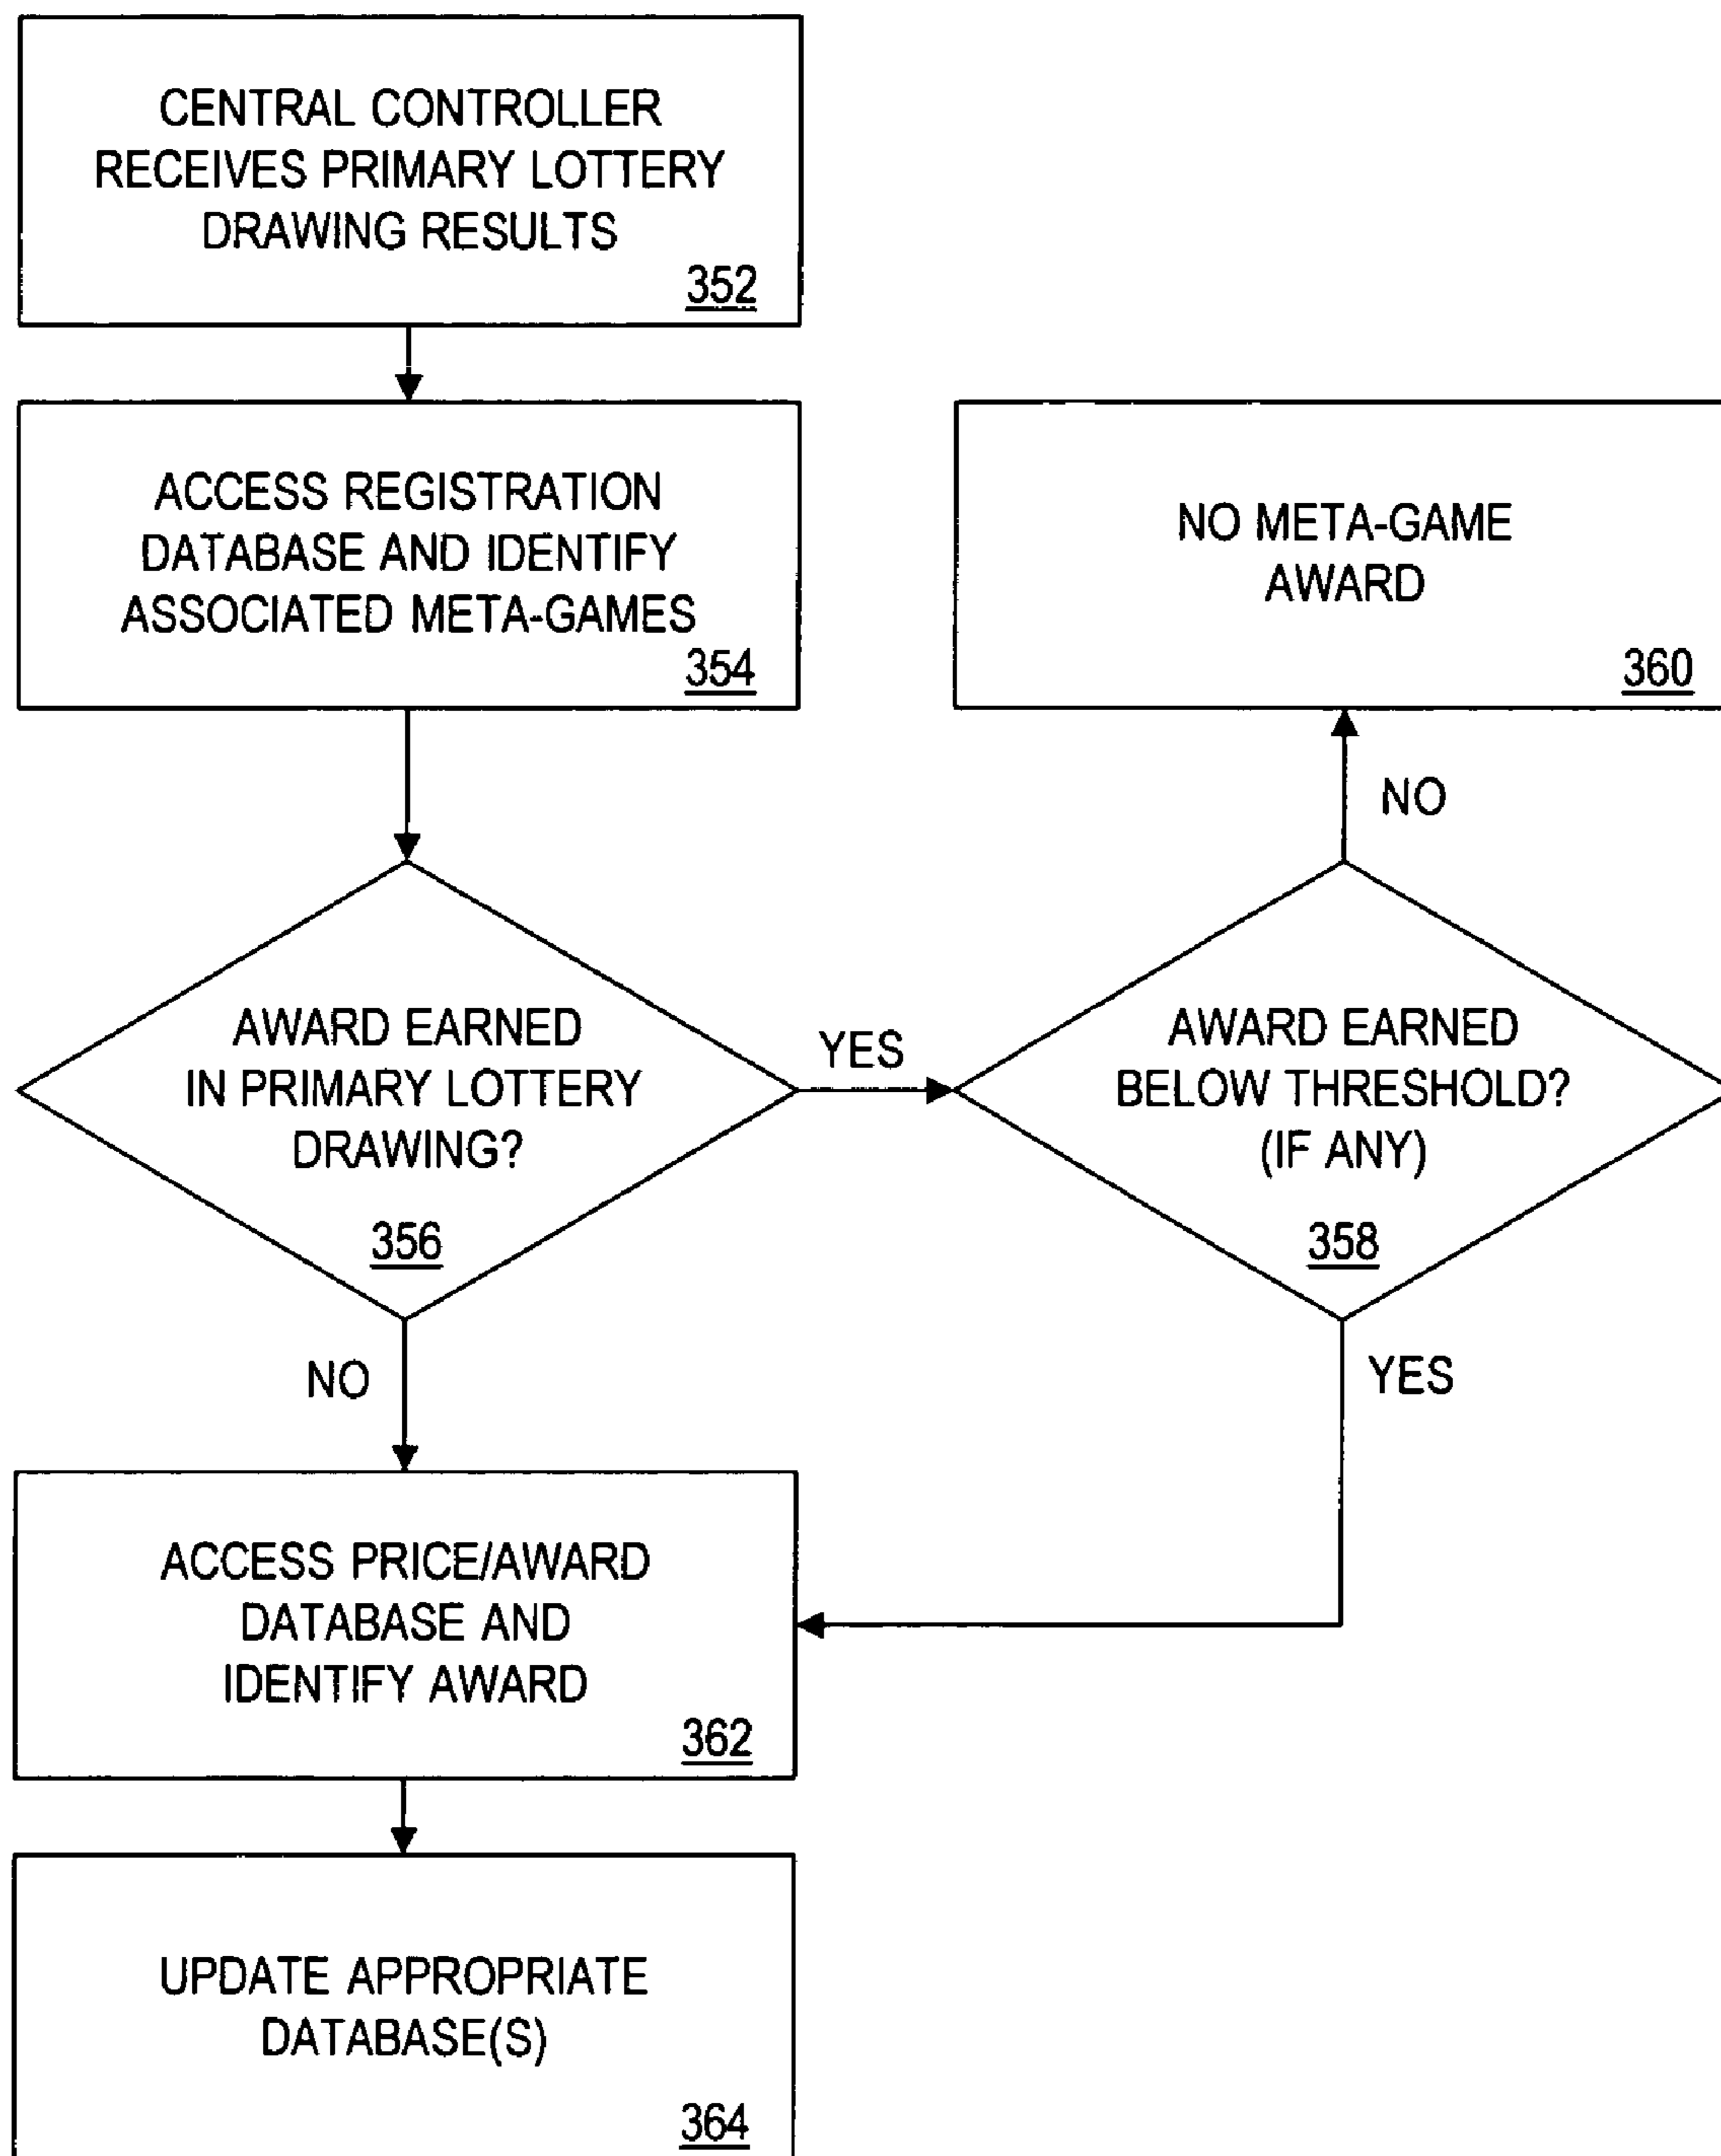 CENTRAL CONTROLLER
RECEIVES PRIMARY LOTTERY
DRAWING RESULTS
352
ACCESS REGISTRATION
DATABASE AND IDENTIFY
ASSOCIATED META-GAMES
354
NO META-GAME
AWARD
360
NO
AWARD EARNED
IN PRIMARY LOTTERY
DRAWING?
356
YES
AWARD EARNED
BELOW THRESHOLD?
(IF ANY)
358
NO
YES
ACCESS PRICE/AWARD
DATABASE AND
IDENTIFY AWARD
362
UPDATE APPROPRIATE
DATABASE(S)
364